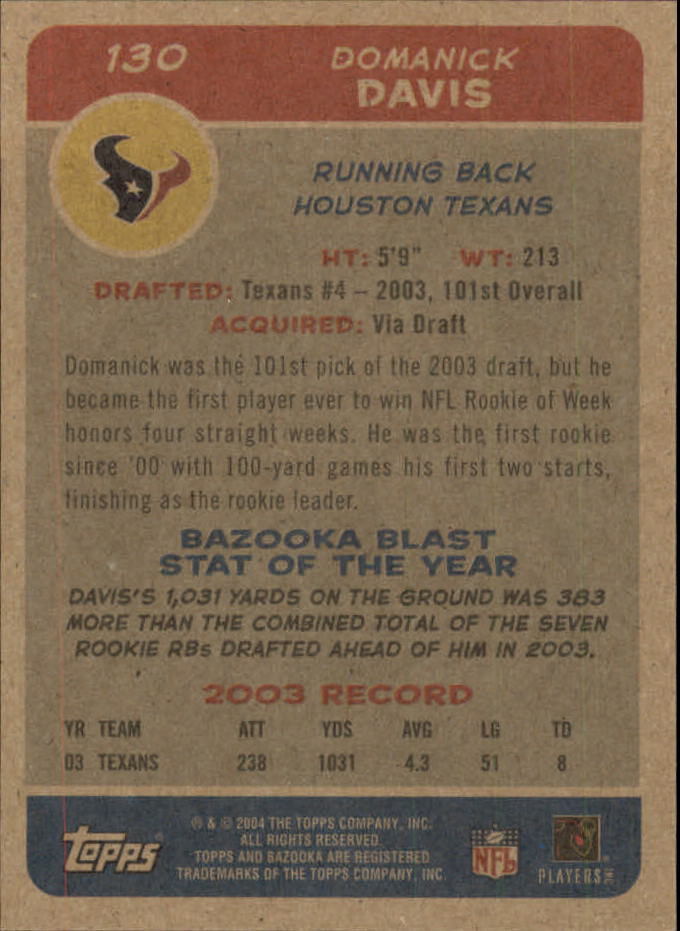 130
DOMANICK
DAVIS
RUNNING BACK
HOUSTON TEXANS
HT: 5'9" WT: 213
DRAFTED: Texans #4 – 2003, 101st Overall
ACQUIRED: Via Draft
Domanick was the 101st pick of the 2003 draft, but he
became the first player ever to win NFL Rookie of Week
honors four straight weeks. He was the first rookie
since '00 with 100-yard games his first two starts,
finishing as the rookie leader.
BAZOOKA BLAST
STAT OF THE YEAR
DAVIS'S 1,031 YARDS ON THE GROUND WAS 383
MORE THAN THE COMBINED TOTAL OF THE SEVEN
ROOKIE RBs DRAFTED AHEAD OF HIM IN 2003.
2003 RECORD
YR TEAM ATT YDS AVG LG TD
03 TEXANS 238 1031 4.3 51 8
® & © 2004 THE TOPPS COMPANY, INC.
ALL RIGHTS RESERVED.
TOPPS AND BAZOOKA ARE REGISTERED
TRADEMARKS OF THE TOPPS COMPANY, INC.
Topps
NFL
PLAYERS INC